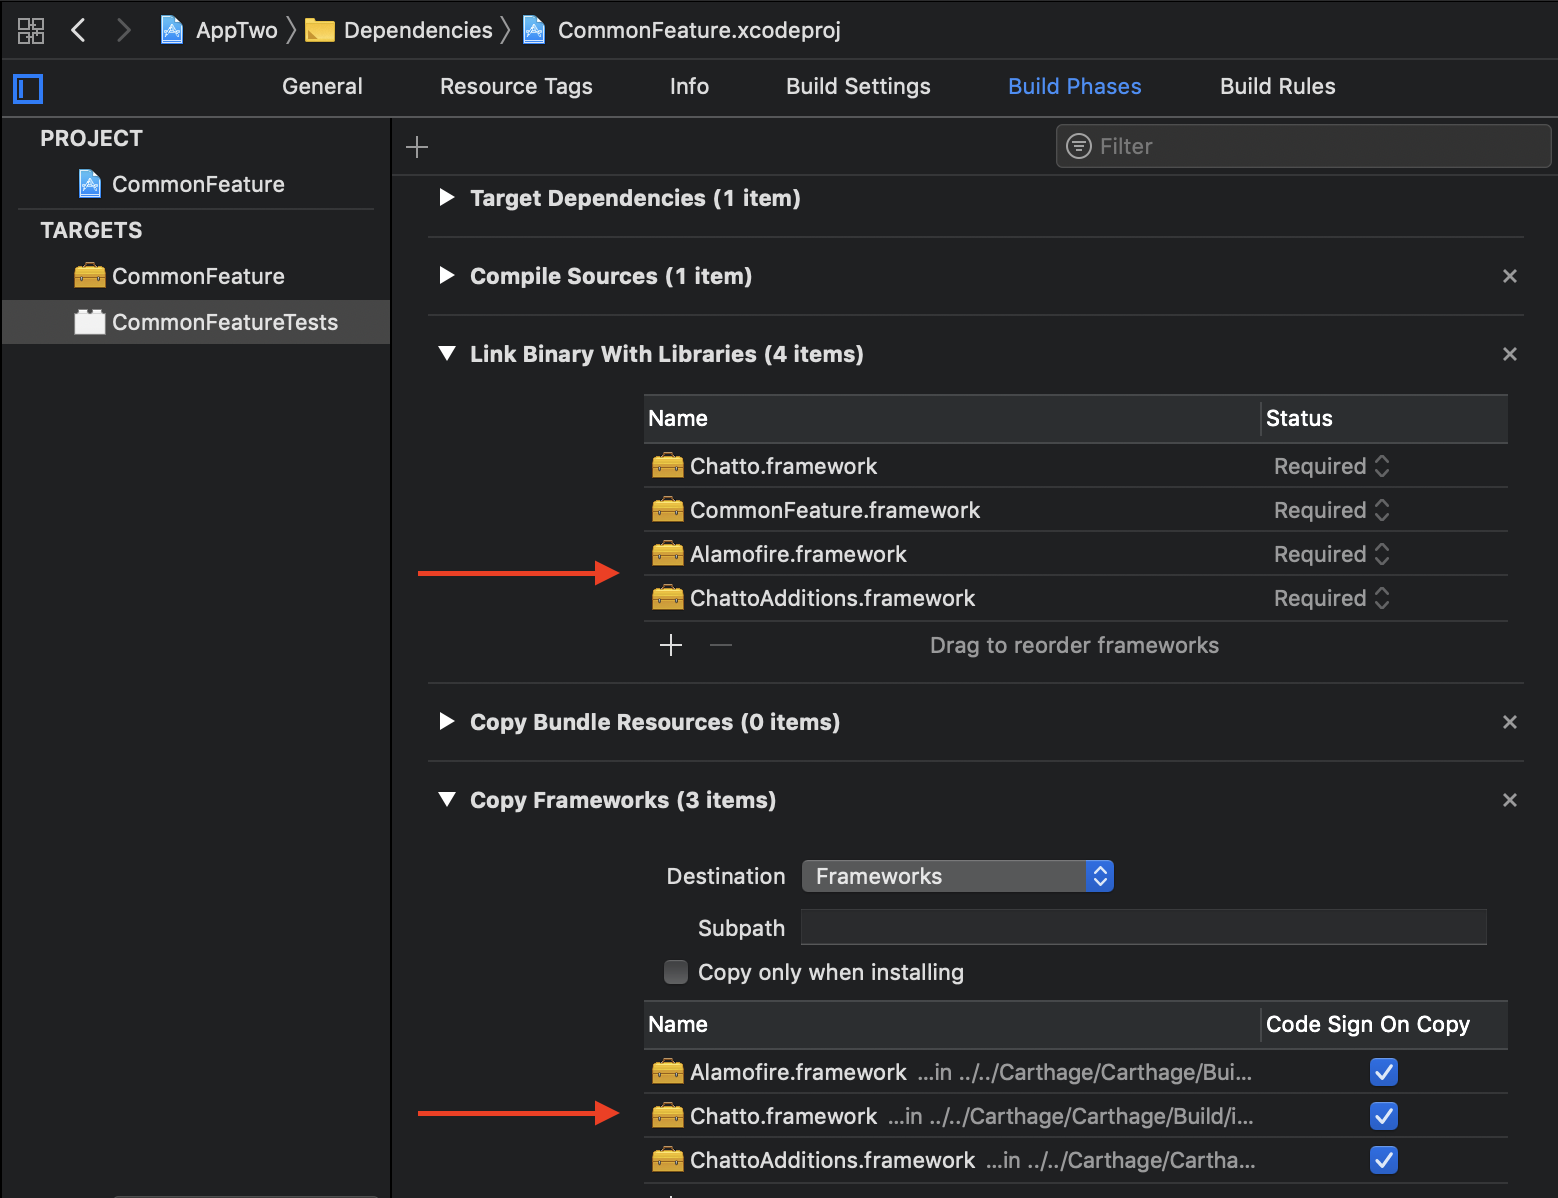 AppTwo Dependencies CommonFeature.xcodeproj
General Resource Tags Info Build Settings Build Phases Build Rules
PROJECT
CommonFeature
TARGETS
CommonFeature
CommonFeatureTests
Filter
Target Dependencies (1 item)
Compile Sources (1 item)
Link Binary With Libraries (4 items)
Name Status
Chatto.framework Required
CommonFeature.framework Required
Alamofire.framework Required
ChattoAdditions.framework Required
Drag to reorder frameworks
Copy Bundle Resources (0 items)
Copy Frameworks (3 items)
Destination Frameworks
Subpath
Copy only when installing
Name Code Sign On Copy
Alamofire.framework ...in ../../Carthage/Carthage/Bui...
Chatto.framework ...in ../../Carthage/Carthage/Build/i...
ChattoAdditions.framework ...in ../../Carthage/Cartha...